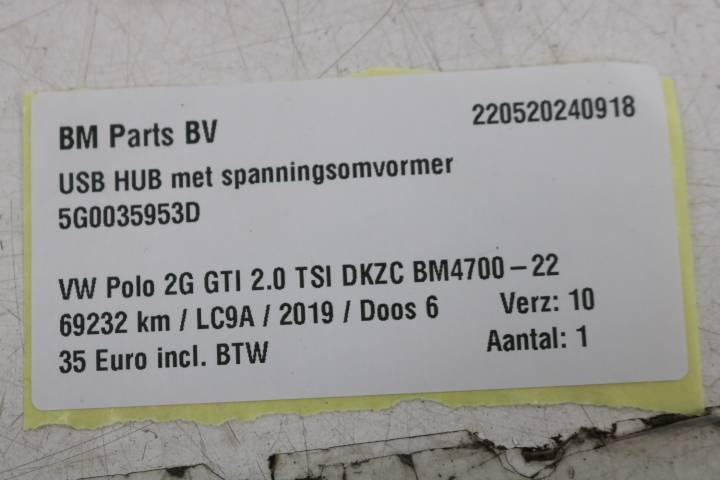 BM Parts BV 220520240918
USB HUB met spanningsomvormer
5G0035953D
VW Polo 2G GTI 2.0 TSI DKZC BM4700-22
69232 km / LC9A / 2019 / Doos 6 Verz: 10
35 Euro incl. BTW Aantal: 1